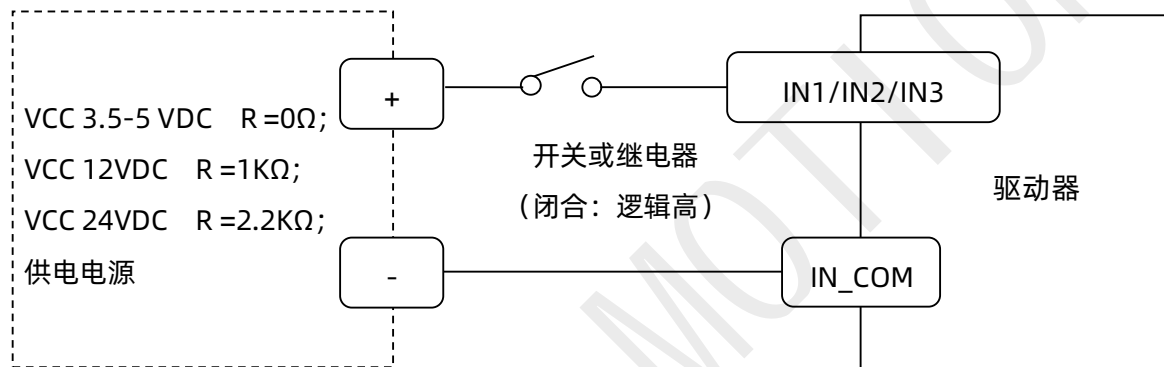 VCC 3.5-5 VDC R =0Ω；
VCC 12VDC R =1KΩ；
VCC 24VDC R =2.2KΩ；
供电电源
+
-
开关或继电器
（闭合：逻辑高）
IN1/IN2/IN3
IN_COM
驱动器
MOTION